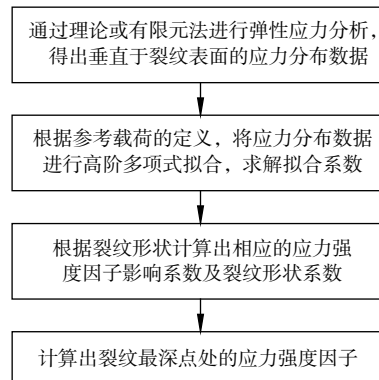 通过理论或有限元法进行弹性应力分析，
得出垂直于裂纹表面的应力分布数据
根据参考载荷的定义，将应力分布数据
进行高阶多项式拟合，求解拟合系数
根据裂纹形状计算出相应的应力强
度因子影响系数及裂纹形状系数
计算出裂纹最深点处的应力强度因子